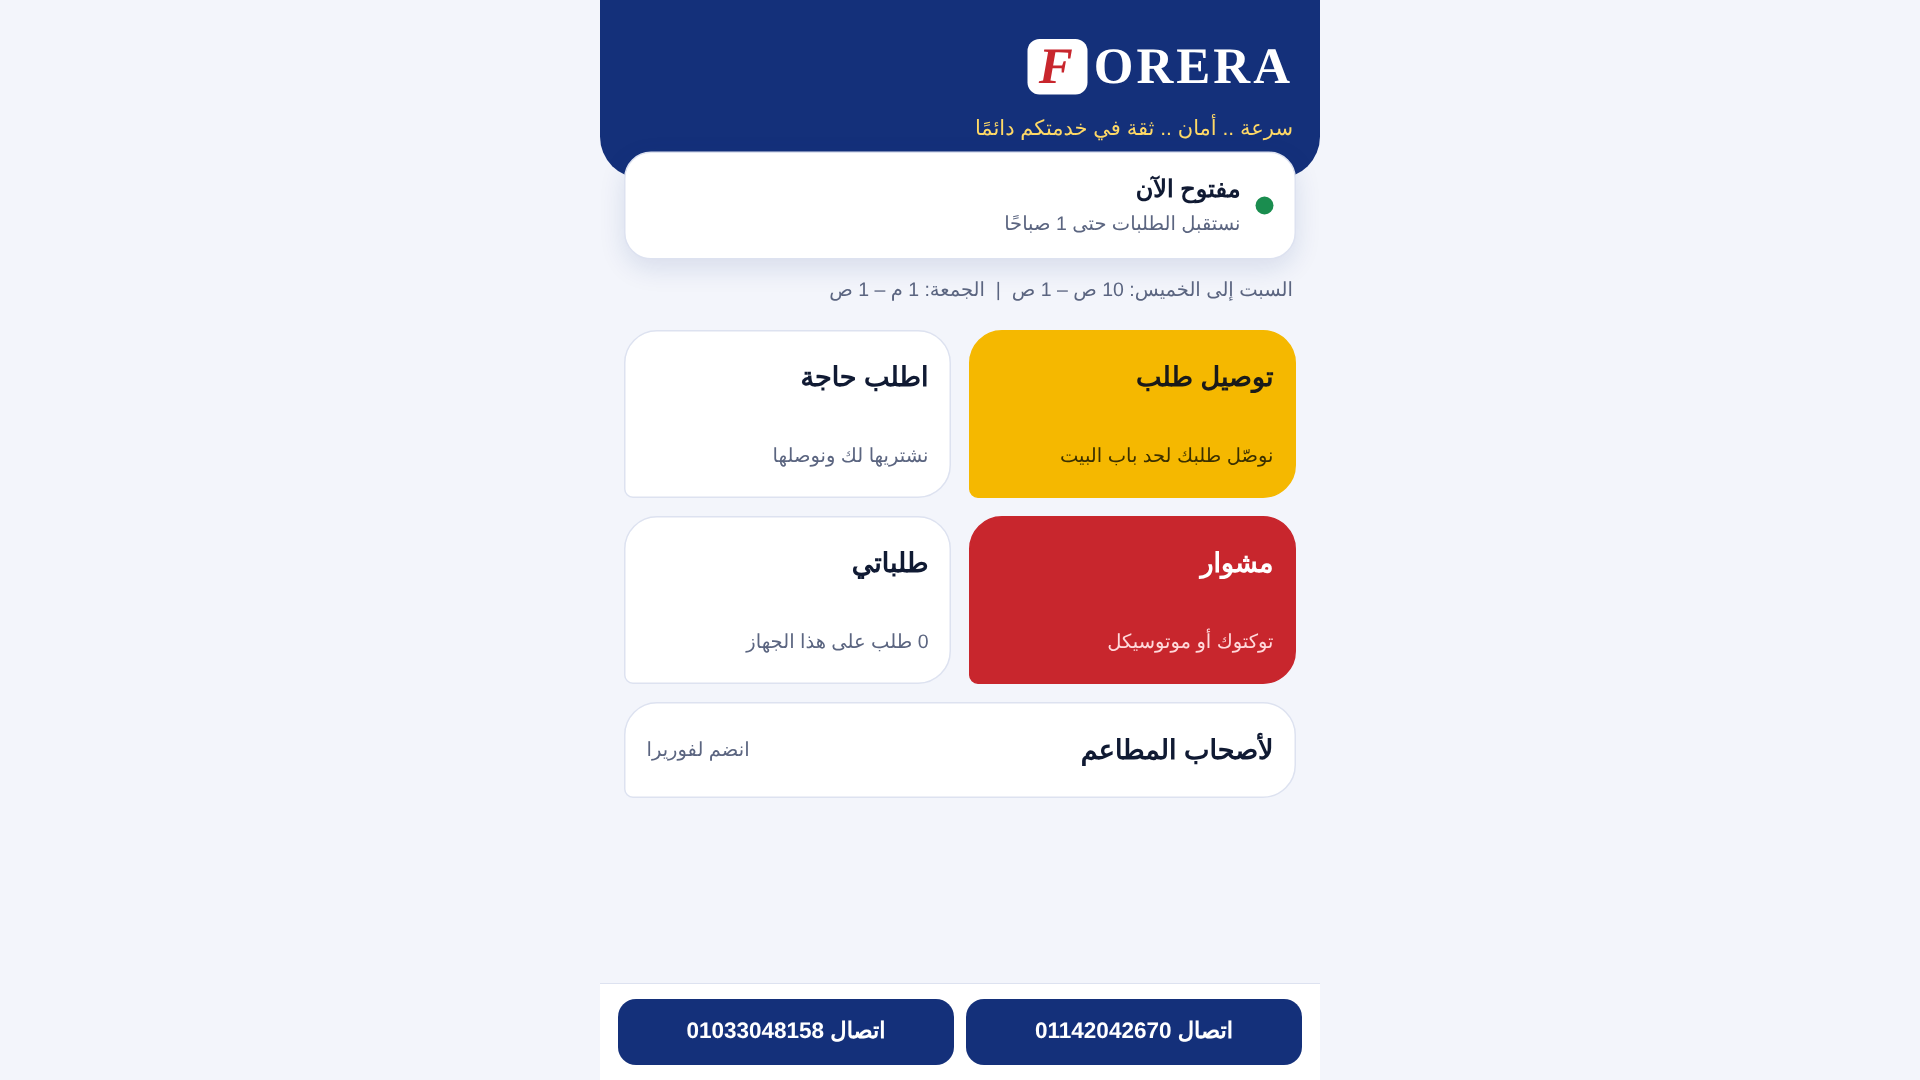 FORERA
سرعة .. أمان .. ثقة في خدمتكم دائمًا
مفتوح الآن
نستقبل الطلبات حتى 1 صباحًا
السبت إلى الخميس: 10 ص – 1 ص | الجمعة: 1 م – 1 ص
توصيل طلب
نوصّل طلبك لحد باب البيت
اطلب حاجة
نشتريها لك ونوصلها
مشوار
توكتوك أو موتوسيكل
طلباتي
0 طلب على هذا الجهاز
لأصحاب المطاعم
انضم لفوريرا
اتصال 01142042670
اتصال 01033048158